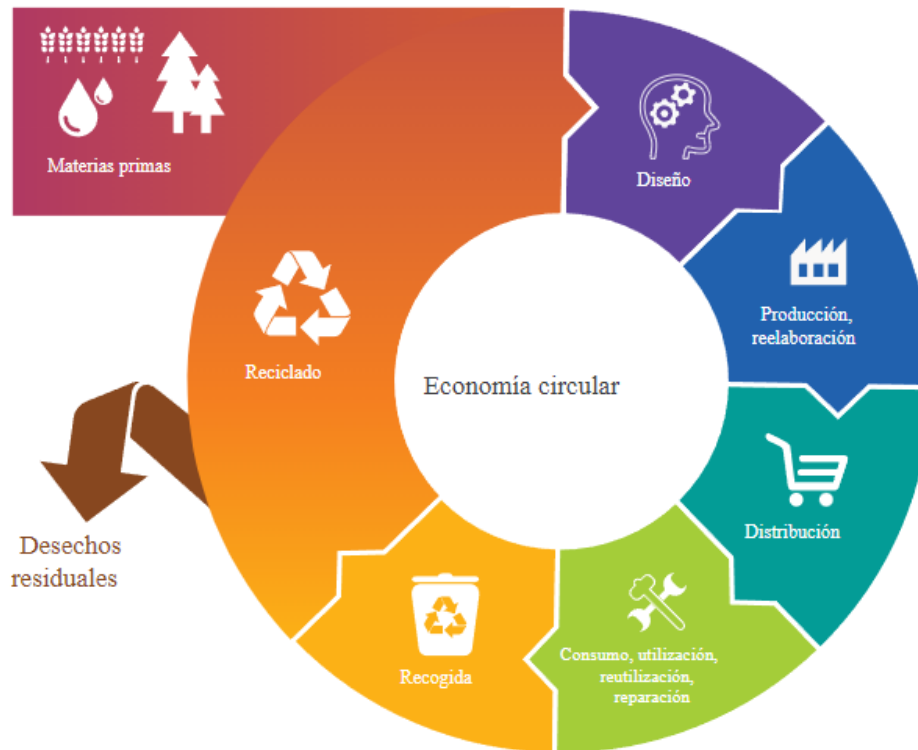 Materias primas
Diseño
Producción,
reelaboración
Distribución
Consumo, utilización,
reutilización,
reparación
Recogida
Reciclado
Economía circular
Desechos
residuales